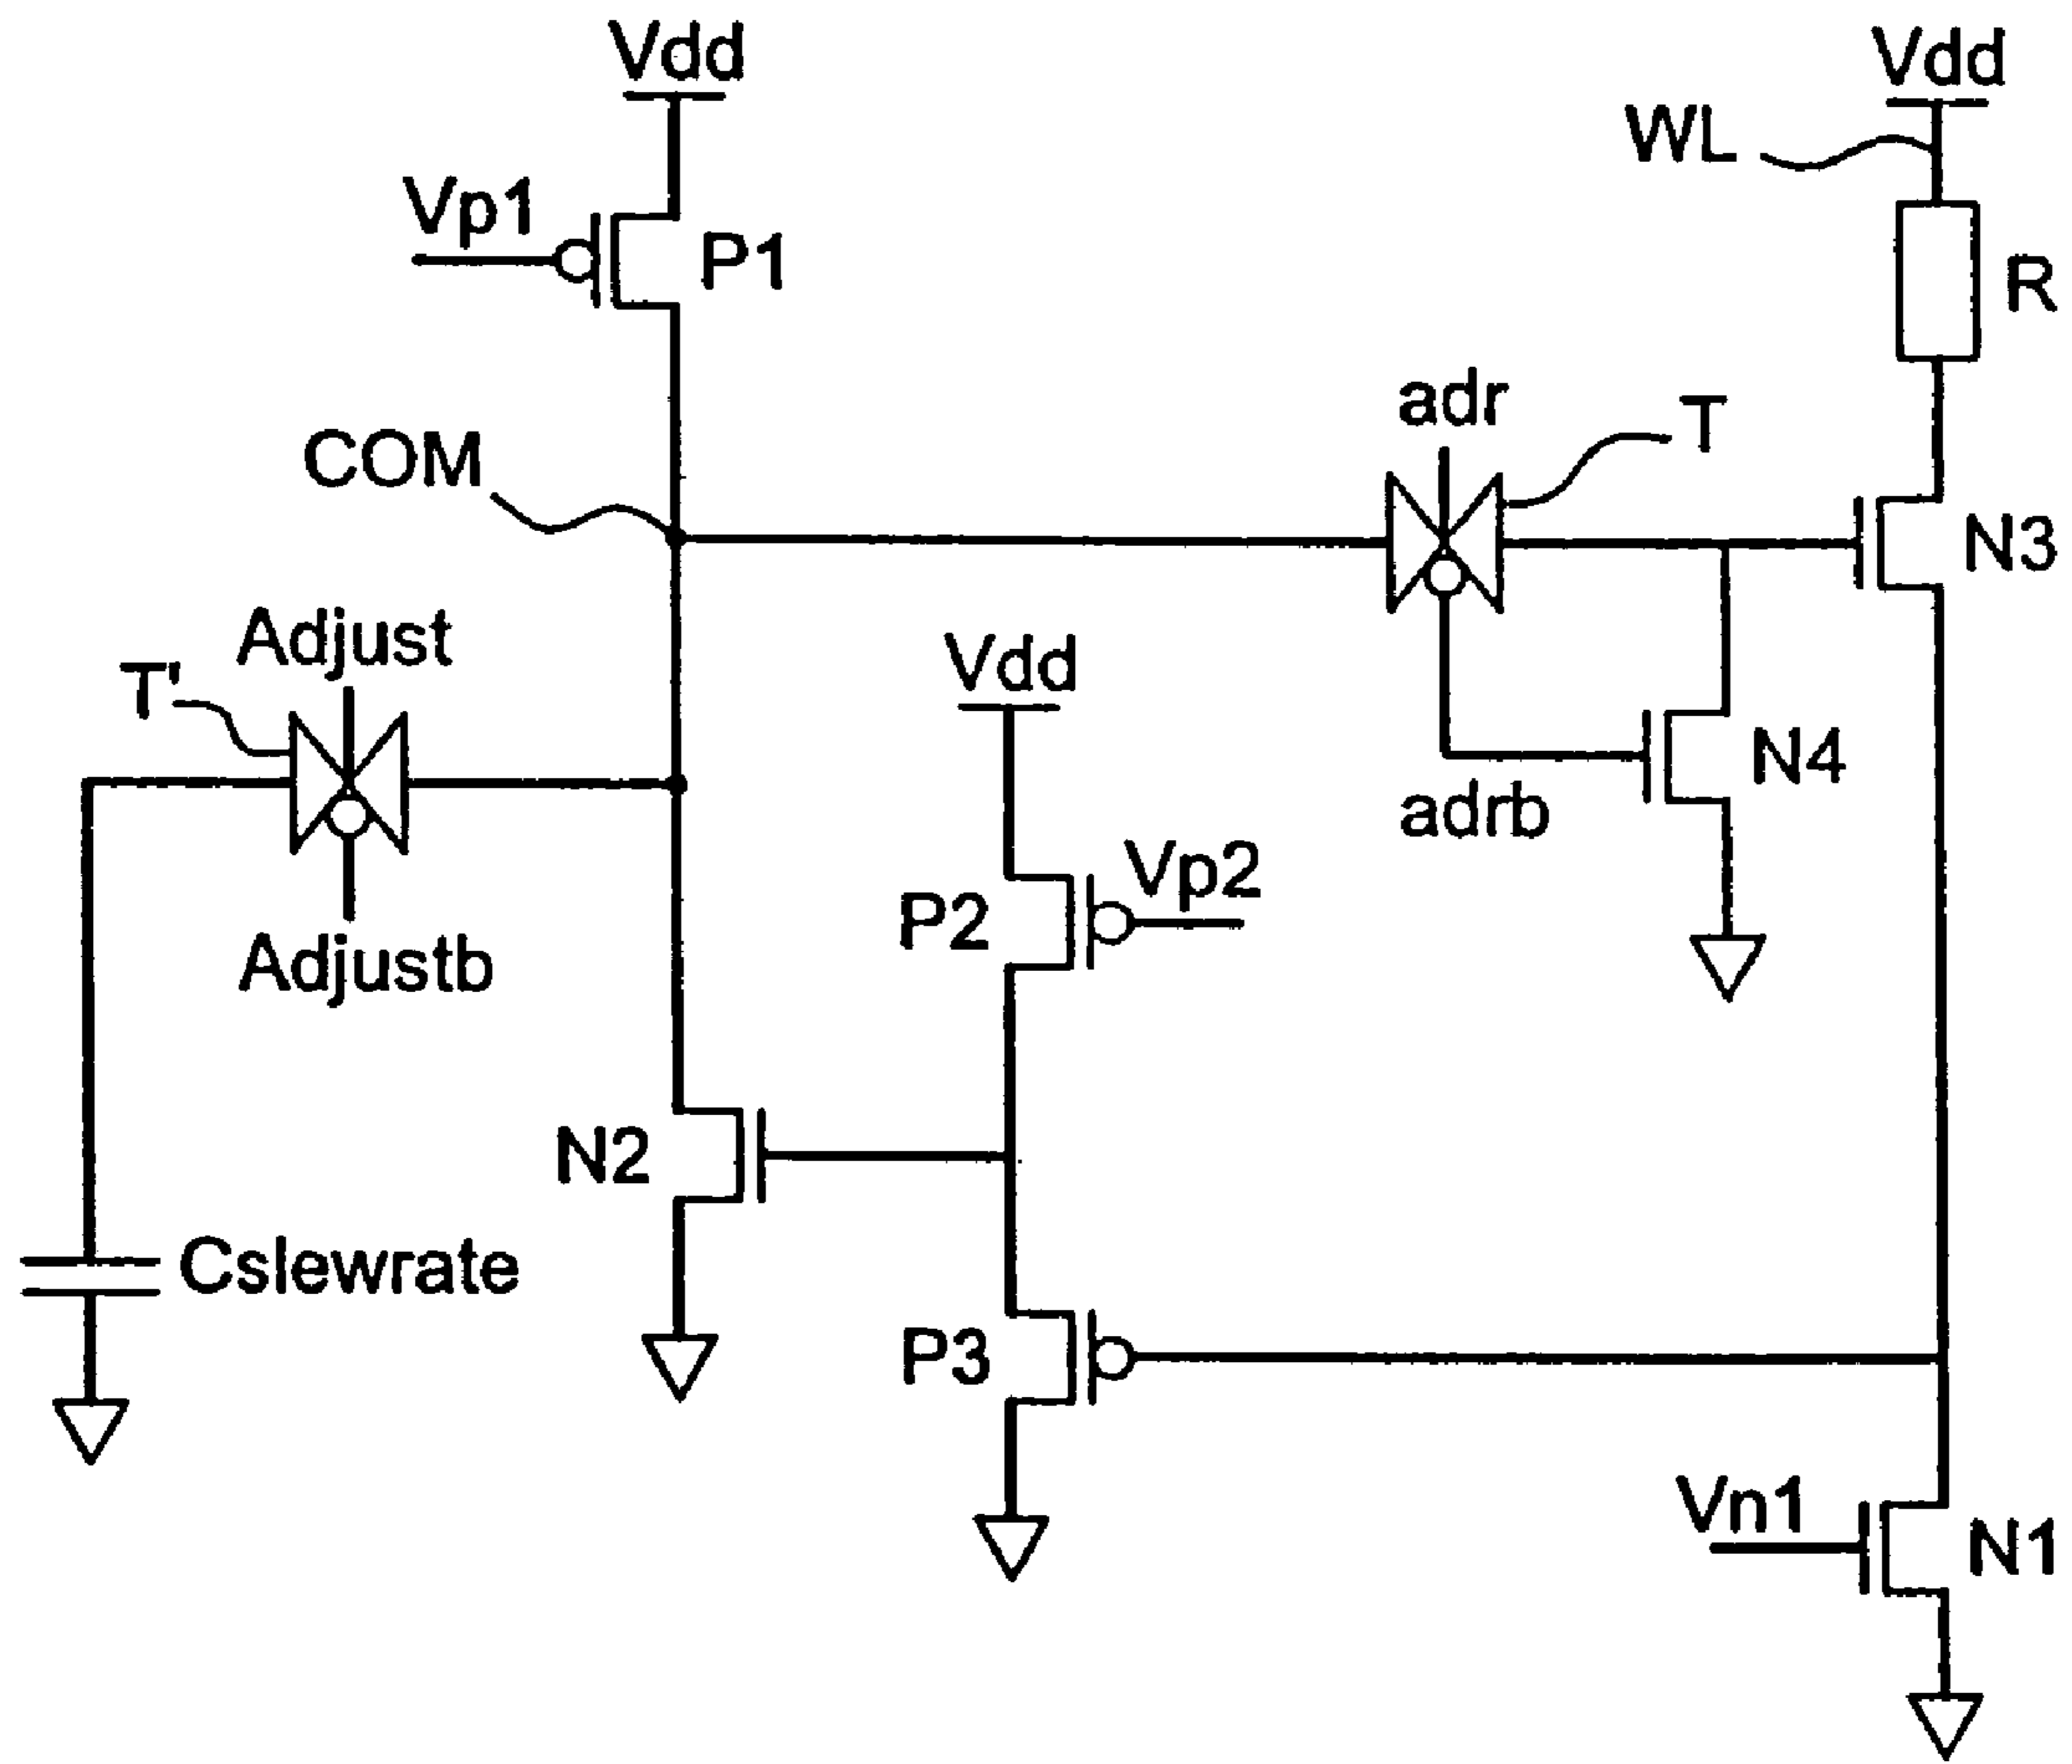 Vdd
Vdd
WL
Vp1
P1
R
adr
T
COM
N3
Adjust
T'
Vdd
N4
adrb
Vp2
P2
Adjustb
N2
Cslewrate
P3
Vn1
N1